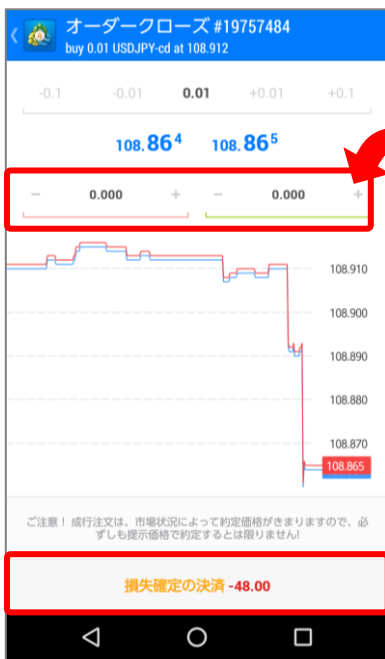 オーダークローズ #19757484
buy 0.01 USDJPY-cd at 108.912
-0.1 -0.01 0.01 +0.01 +0.1
108.864 108.865
− 0.000 + − 0.000 +
108.910
108.900
108.890
108.880
108.870
108.865
ご注意！ 成行注文は、市場状況によって約定価格がきまりますので、必
ずしも提示価格で約定するとは限りません!
損失確定の決済 -48.00